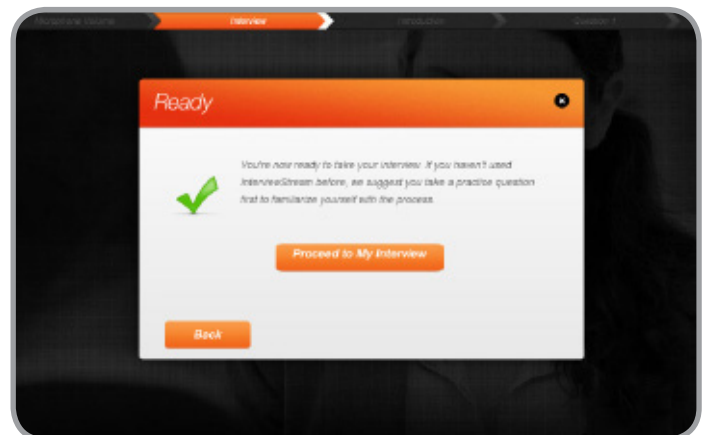 Microphone Volume Interview Introduction Question 1
Ready
You're now ready to take your interview. If you haven't used
InterviewStream before, we suggest you take a practice question
first to familiarize yourself with the process.
Proceed to My Interview
Back